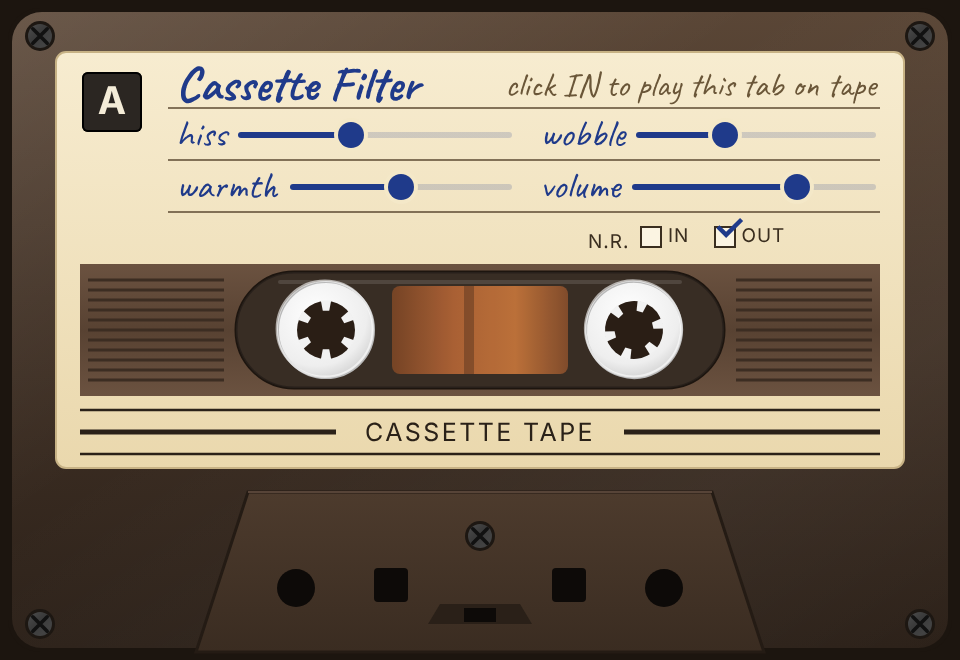 A
Cassette Filter click IN to play this tab on tape
hiss wobble
warmth volume
N.R. IN OUT
CASSETTE TAPE